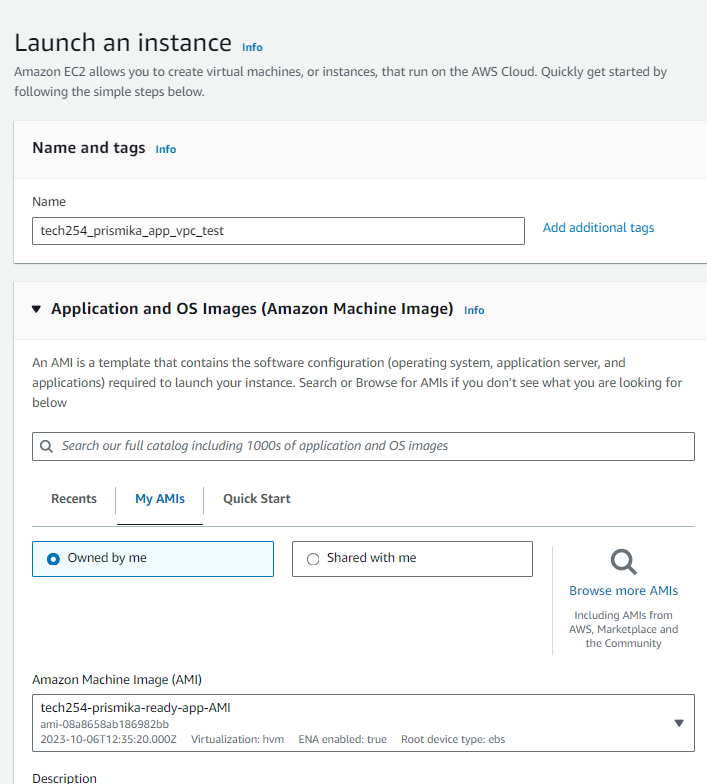 Launch an instance Info
Amazon EC2 allows you to create virtual machines, or instances, that run on the AWS Cloud. Quickly get started by
following the simple steps below.
Name and tags Info
Name
tech254_prismika_app_vpc_test
Add additional tags
Application and OS Images (Amazon Machine Image) Info
An AMI is a template that contains the software configuration (operating system, application server, and
applications) required to launch your instance. Search or Browse for AMIs if you don't see what you are looking for
below
Search our full catalog including 1000s of application and OS images
Recents
My AMIs
Quick Start
Owned by me
Shared with me
Browse more AMIs
Including AMIs from
AWS, Marketplace and
the Community
Amazon Machine Image (AMI)
tech254-prismika-ready-app-AMI
ami-08a8658ab186982bb
2023-10-06T12:35:20.000Z Virtualization: hvm ENA enabled: true Root device type: ebs
Description